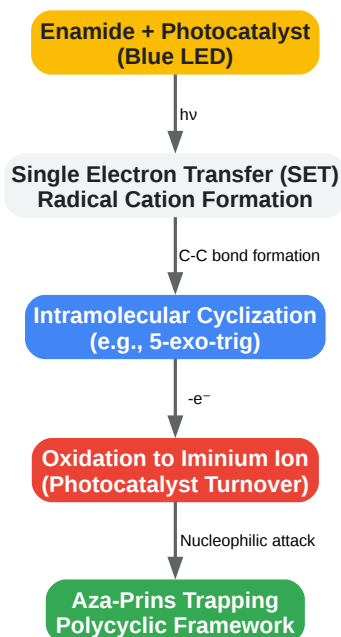 Enamide + Photocatalyst
(Blue LED)
hν
Single Electron Transfer (SET)
Radical Cation Formation
C-C bond formation
Intramolecular Cyclization
(e.g., 5-exo-trig)
-e⁻
Oxidation to Iminium Ion
(Photocatalyst Turnover)
Nucleophilic attack
Aza-Prins Trapping
Polycyclic Framework